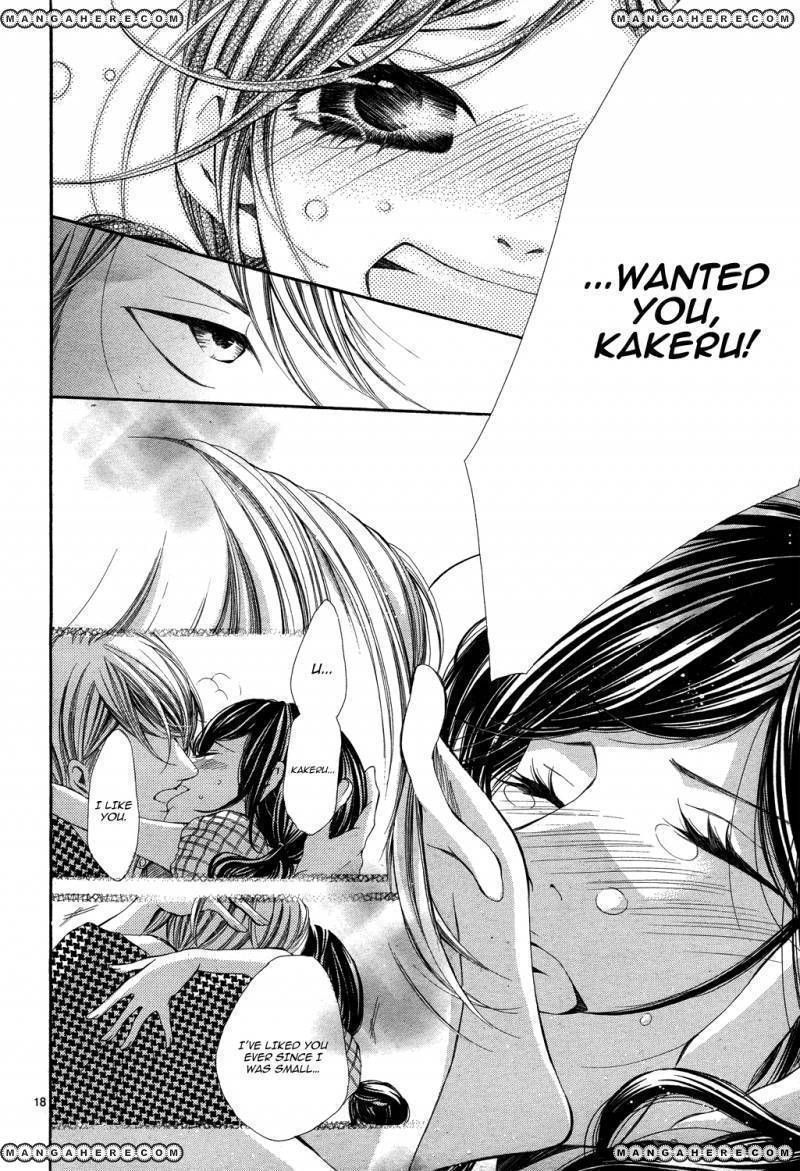 MANGAHERE.COM
MANGAHERE.COM
...WANTED
YOU,
KAKERU!
U...
KAKERU...
I LIKE
YOU.
I'VE LIKED YOU
EVER SINCE I
WAS SMALL...
18
MANGAHERE.COM
MANGAHERE.COM